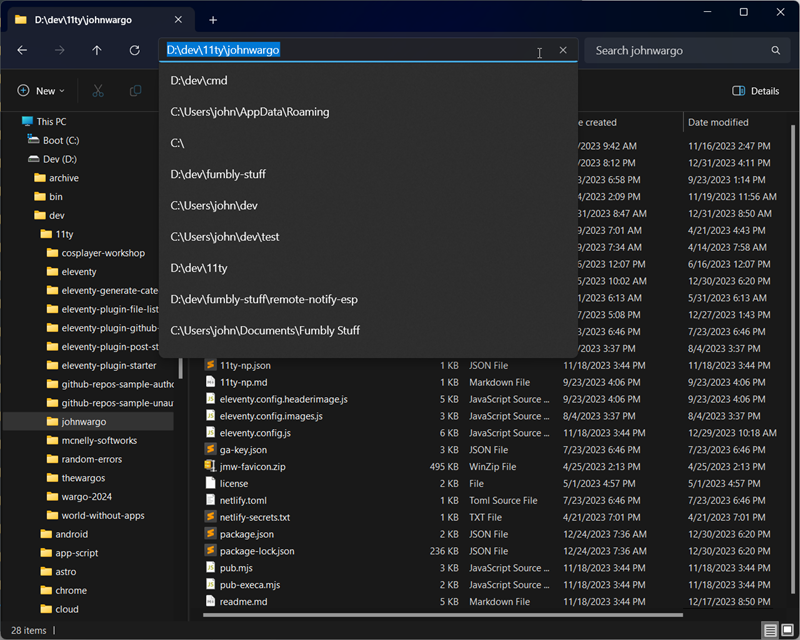 D:\dev\11ty\johnwargo
D:\dev\11ty\johnwargo
Search johnwargo
New
Details
D:\dev\cmd
C:\Users\john\AppData\Roaming
C:\
D:\dev\fumbly-stuff
C:\Users\john\dev
C:\Users\john\dev\test
D:\dev\11ty
D:\dev\fumbly-stuff\remote-notify-esp
C:\Users\john\Documents\Fumbly Stuff
This PC
Boot (C:)
Dev (D:)
archive
bin
dev
11ty
cosplayer-workshop
eleventy
eleventy-generate-cate
eleventy-plugin-file-list
eleventy-plugin-github-
eleventy-plugin-post-st
eleventy-plugin-starter
github-repos-sample-autho
github-repos-sample-unau
johnwargo
mcnelly-softworks
random-errors
thewargos
wargo-2024
world-without-apps
android
app-script
astro
chrome
cloud
e created Date modified
/2023 9:42 AM 11/16/2023 2:47 PM
/2023 8:12 PM 12/31/2023 4:11 PM
3/2023 6:58 PM 9/23/2023 1:14 PM
4/2023 2:09 PM 11/19/2023 11:56 AM
31/2023 8:47 AM 12/31/2023 8:50 AM
9/2023 7:01 AM 4/21/2023 4:43 PM
9/2023 7:34 AM 4/14/2023 7:58 AM
6/2023 12:07 PM 6/16/2023 12:07 PM
5/2023 10:02 AM 12/30/2023 6:20 PM
1/2023 6:13 AM 5/31/2023 6:13 AM
7/2023 5:08 PM 12/27/2023 1:43 PM
3/2023 6:46 PM 7/23/2023 6:46 PM
/2023 3:37 PM 8/4/2023 3:37 PM
11ty-np.json 1 KB JSON File 11/18/2023 3:44 PM 11/18/2023 3:44 PM
11ty-np.md 1 KB Markdown File 9/23/2023 4:06 PM 9/23/2023 4:06 PM
eleventy.config.headerimage.js 5 KB JavaScript Source ... 9/23/2023 4:06 PM 9/23/2023 4:06 PM
eleventy.config.images.js 3 KB JavaScript Source ... 8/4/2023 3:37 PM 8/4/2023 3:37 PM
eleventy.config.js 6 KB JavaScript Source ... 11/18/2023 3:44 PM 12/29/2023 10:18 AM
ga-key.json 3 KB JSON File 7/23/2023 6:46 PM 7/23/2023 6:46 PM
jmw-favicon.zip 495 KB WinZip File 4/25/2023 2:13 PM 4/25/2023 2:13 PM
license 2 KB File 5/1/2023 4:57 PM 5/1/2023 4:57 PM
netlify.toml 1 KB Toml Source File 7/23/2023 6:46 PM 7/23/2023 6:46 PM
netlify-secrets.txt 1 KB TXT File 4/21/2023 7:01 PM 4/21/2023 7:01 PM
package.json 2 KB JSON File 12/24/2023 7:36 AM 12/30/2023 6:20 PM
package-lock.json 236 KB JSON File 12/24/2023 7:36 AM 12/30/2023 6:20 PM
pub.mjs 3 KB JavaScript Source ... 11/18/2023 3:44 PM 11/18/2023 3:44 PM
pub-execa.mjs 2 KB JavaScript Source ... 11/18/2023 3:44 PM 11/18/2023 3:44 PM
readme.md 2 KB Markdown File 11/18/2023 3:44 PM 12/17/2023 8:50 PM
28 items